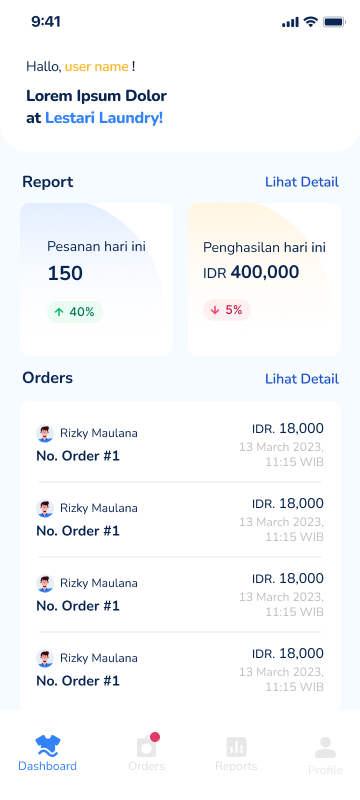 9:41
Hallo, user name !
Lorem Ipsum Dolor
at Lestari Laundry!
Report
Lihat Detail
Pesanan hari ini
150
40%
Penghasilan hari ini
IDR 400,000
5%
Orders
Lihat Detail
Rizky Maulana
No. Order #1
IDR. 18,000
13 March 2023,
11:15 WIB
Rizky Maulana
No. Order #1
IDR. 18,000
13 March 2023,
11:15 WIB
Rizky Maulana
No. Order #1
IDR. 18,000
13 March 2023,
11:15 WIB
Rizky Maulana
No. Order #1
IDR. 18,000
13 March 2023,
11:15 WIB
Dashboard
Orders
Reports
Profile